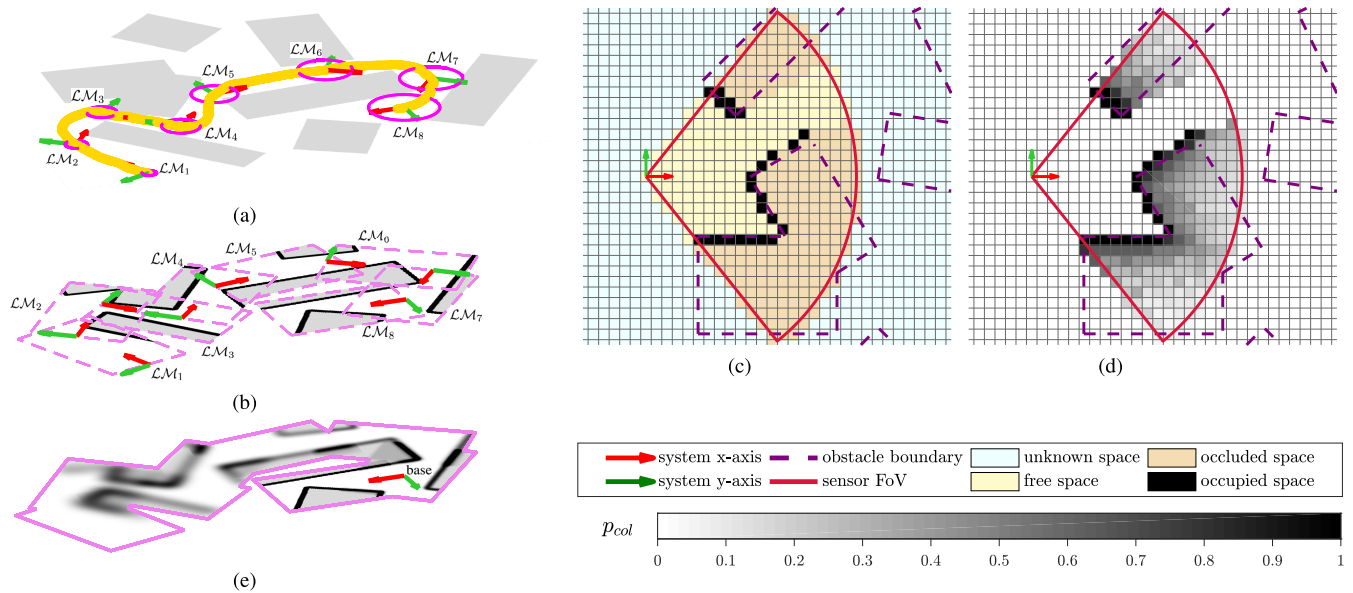 ℒℳ₆
ℒℳ₅
ℒℳ₇
ℒℳ₃
ℒℳ₄
ℒℳ₈
ℒℳ₂
ℒℳ₁
(a)
ℒℳ₅
ℒℳ₀
ℒℳ₄
ℒℳ₂
ℒℳ₇
ℒℳ₃
ℒℳ₈
ℒℳ₁
(b)
base
(e)
(c)
(d)
system x-axis obstacle boundary unknown space occluded space
system y-axis sensor FoV free space occupied space
p_col
0 0.1 0.2 0.3 0.4 0.5 0.6 0.7 0.8 0.9 1